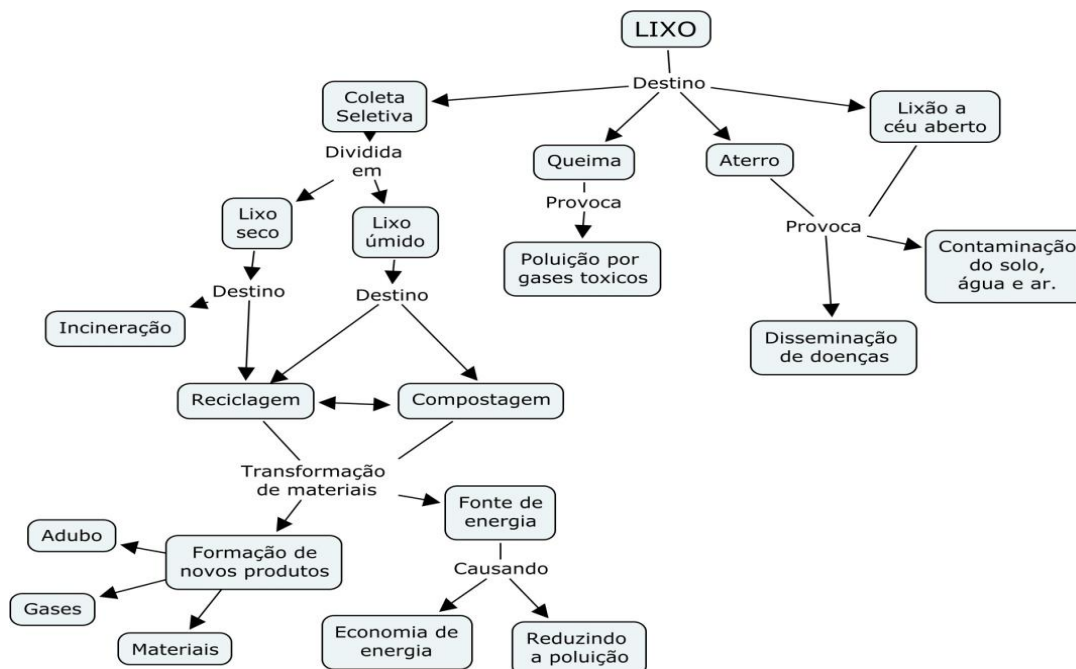 LIXO
Destino
Coleta
Seletiva
Lixão a
céu aberto
Dividida
em
Queima
Aterro
Provoca
Lixo
seco
Lixo
úmido
Provoca
Poluição por
gases toxicos
Contaminação
do solo,
água e ar.
Destino
Destino
Incineração
Disseminação
de doenças
Reciclagem
Compostagem
Transformação
de materiais
Fonte de
energia
Adubo
Formação de
novos produtos
Causando
Gases
Materiais
Economia de
energia
Reduzindo
a poluição